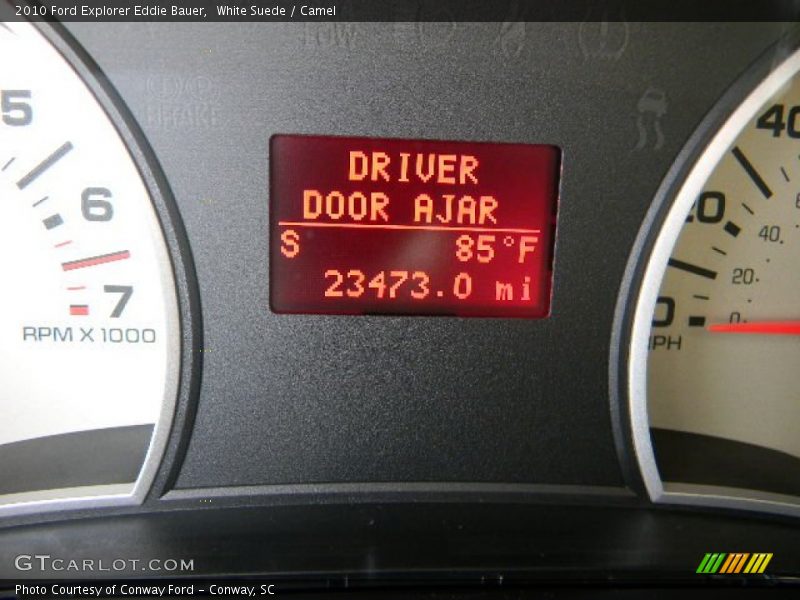 2010 Ford Explorer Eddie Bauer,  White Suede / Camel
DRIVER
DOOR AJAR
S 85°F
23473.0 mi
5
6
7
RPM X 1000
BRAKE
40
20
0
MPH
40.
20
0
GTCARLOT.COM
Photo Courtesy of Conway Ford - Conway, SC